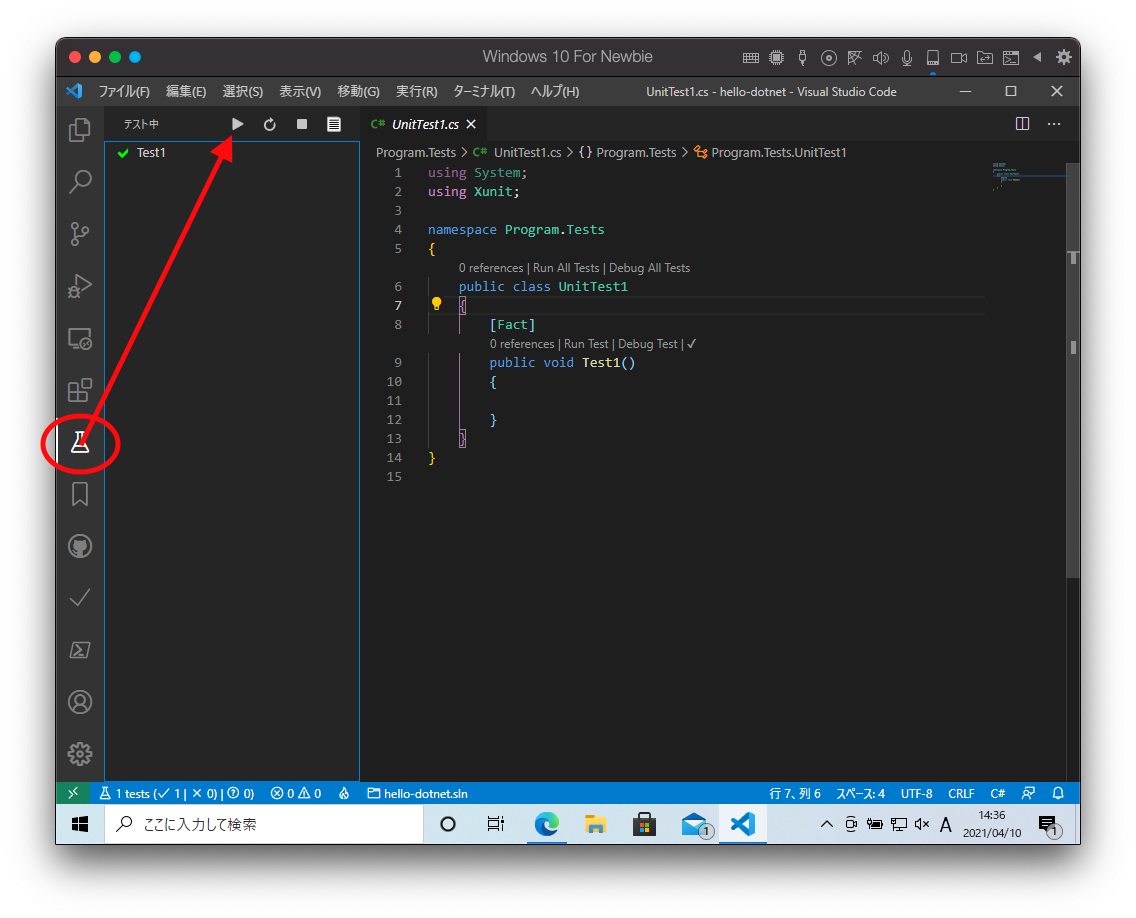 Windows 10 For Newbie
ファイル(F) 編集(E) 選択(S) 表示(V) 移動(G) 実行(R) ターミナル(T) ヘルプ(H) UnitTest1.cs - hello-dotnet - Visual Studio Code
テスト中
C# UnitTest1.cs
Test1
Program.Tests > C# UnitTest1.cs > {} Program.Tests > Program.Tests.UnitTest1
1 using System;
2 using Xunit;
3
4 namespace Program.Tests
5 {
0 references | Run All Tests | Debug All Tests
6 public class UnitTest1
7 {
8 [Fact]
0 references | Run Test | Debug Test | ✓
9 public void Test1()
10 {
11
12 }
13 }
14 }
15
1 tests (✓ 1 | ✕ 0) | ? 0) 0 0 hello-dotnet.sln 行 7、列 6 スペース: 4 UTF-8 CRLF C#
ここに入力して検索
1
A
14:36
2021/04/10
1